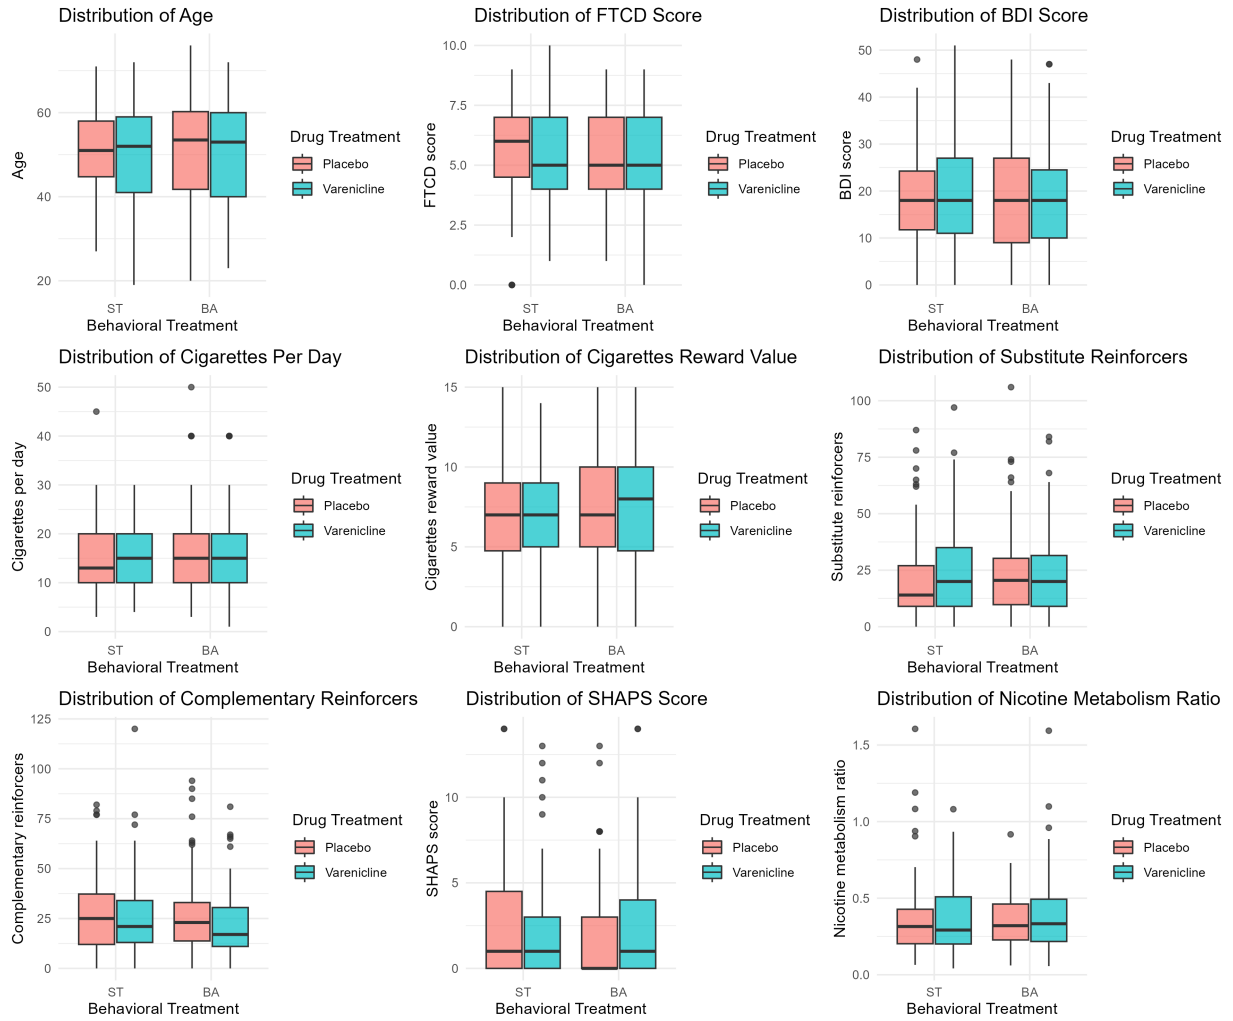 Distribution of Age
Age
60
40
20
ST
BA
Behavioral Treatment
Drug Treatment
Placebo
Varenicline
Distribution of FTCD Score
FTCD score
10.0
7.5
5.0
2.5
0.0
ST
BA
Behavioral Treatment
Drug Treatment
Placebo
Varenicline
Distribution of BDI Score
BDI score
50
40
30
20
10
0
ST
BA
Behavioral Treatment
Drug Treatment
Placebo
Varenicline
Distribution of Cigarettes Per Day
Cigarettes per day
50
40
30
20
10
0
ST
BA
Behavioral Treatment
Drug Treatment
Placebo
Varenicline
Distribution of Cigarettes Reward Value
Cigarettes reward value
15
10
5
0
ST
BA
Behavioral Treatment
Drug Treatment
Placebo
Varenicline
Distribution of Substitute Reinforcers
Substitute reinforcers
100
75
50
25
0
ST
BA
Behavioral Treatment
Drug Treatment
Placebo
Varenicline
Distribution of Complementary Reinforcers
Complementary reinforcers
125
100
75
50
25
0
ST
BA
Behavioral Treatment
Drug Treatment
Placebo
Varenicline
Distribution of SHAPS Score
SHAPS score
10
5
0
ST
BA
Behavioral Treatment
Drug Treatment
Placebo
Varenicline
Distribution of Nicotine Metabolism Ratio
Nicotine metabolism ratio
1.5
1.0
0.5
0.0
ST
BA
Behavioral Treatment
Drug Treatment
Placebo
Varenicline